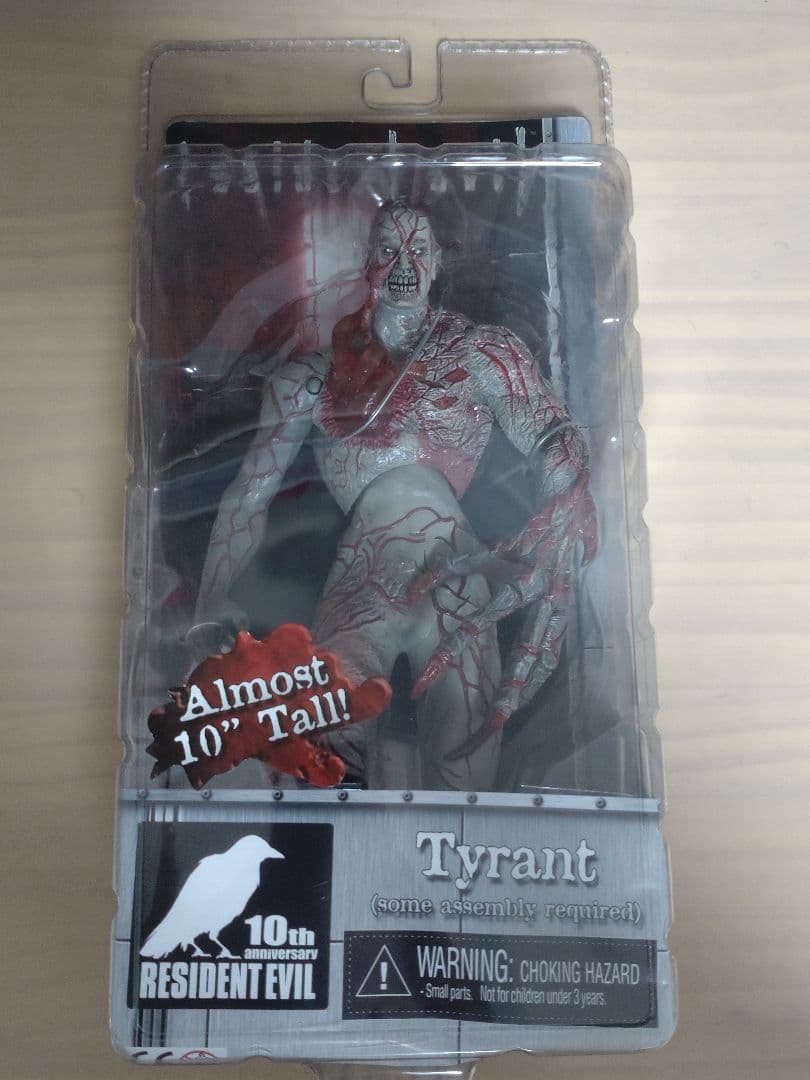 Almost
10" Tall!
Tyrant
(some assembly required)
10th
anniversary
RESIDENT EVIL
WARNING: CHOKING HAZARD
- Small parts. Not for children under 3 years.